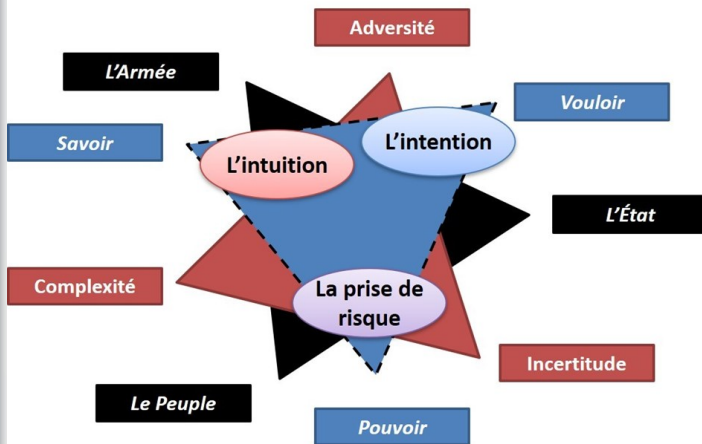 Adversité
L'Armée
Vouloir
Savoir
L'intention
L'intuition
L'État
Complexité
La prise de
risque
Incertitude
Le Peuple
Pouvoir